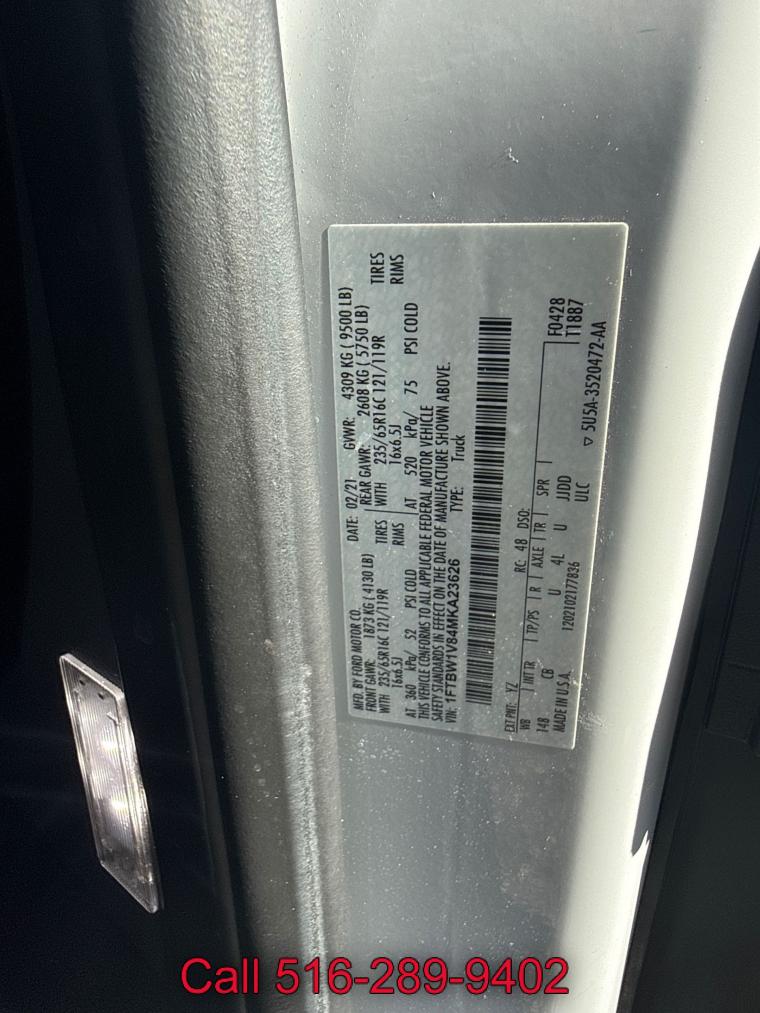 MFD. BY FORD MOTOR CO.
DATE: 02/21 GVWR: 4309 KG ( 9500 LB)
FRONT GAWR: 1873 KG ( 4130 LB) REAR GAWR: 2608 KG ( 5750 LB)
WITH 235/65R16C 121/119R TIRES WITH 235/65R16C 121/119R TIRES
16x6.5J RIMS 16x6.5J RIMS
AT 360 kPa/ 52 PSI COLD AT 520 kPa/ 75 PSI COLD
THIS VEHICLE CONFORMS TO ALL APPLICABLE FEDERAL MOTOR VEHICLE
SAFETY STANDARDS IN EFFECT ON THE DATE OF MANUFACTURE SHOWN ABOVE.
VIN: 1FTBW1V84MKA23626 TYPE: Truck
EXT PNT: YZ RC: 48 DSO:
WB INT TR TP/PS R AXLE TR SPR F0428
148 CB U 4L U JJDD T1887
MADE IN U.S.A. 1202102177836 ULC
▽ 5U5A-3520472-AA
Call 516-289-9402